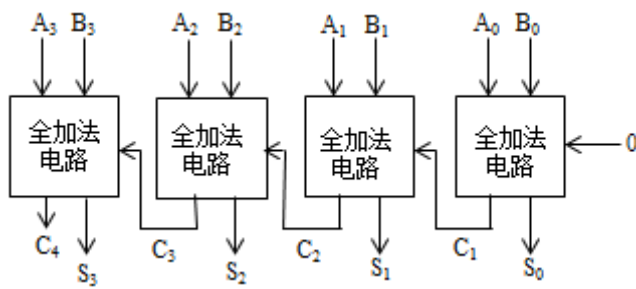 A₃ B₃ A₂ B₂ A₁ B₁ A₀ B₀
全加法 全加法 全加法 全加法
电路 电路 电路 电路
0
C₄ S₃ C₃ S₂ C₂ S₁ C₁ S₀